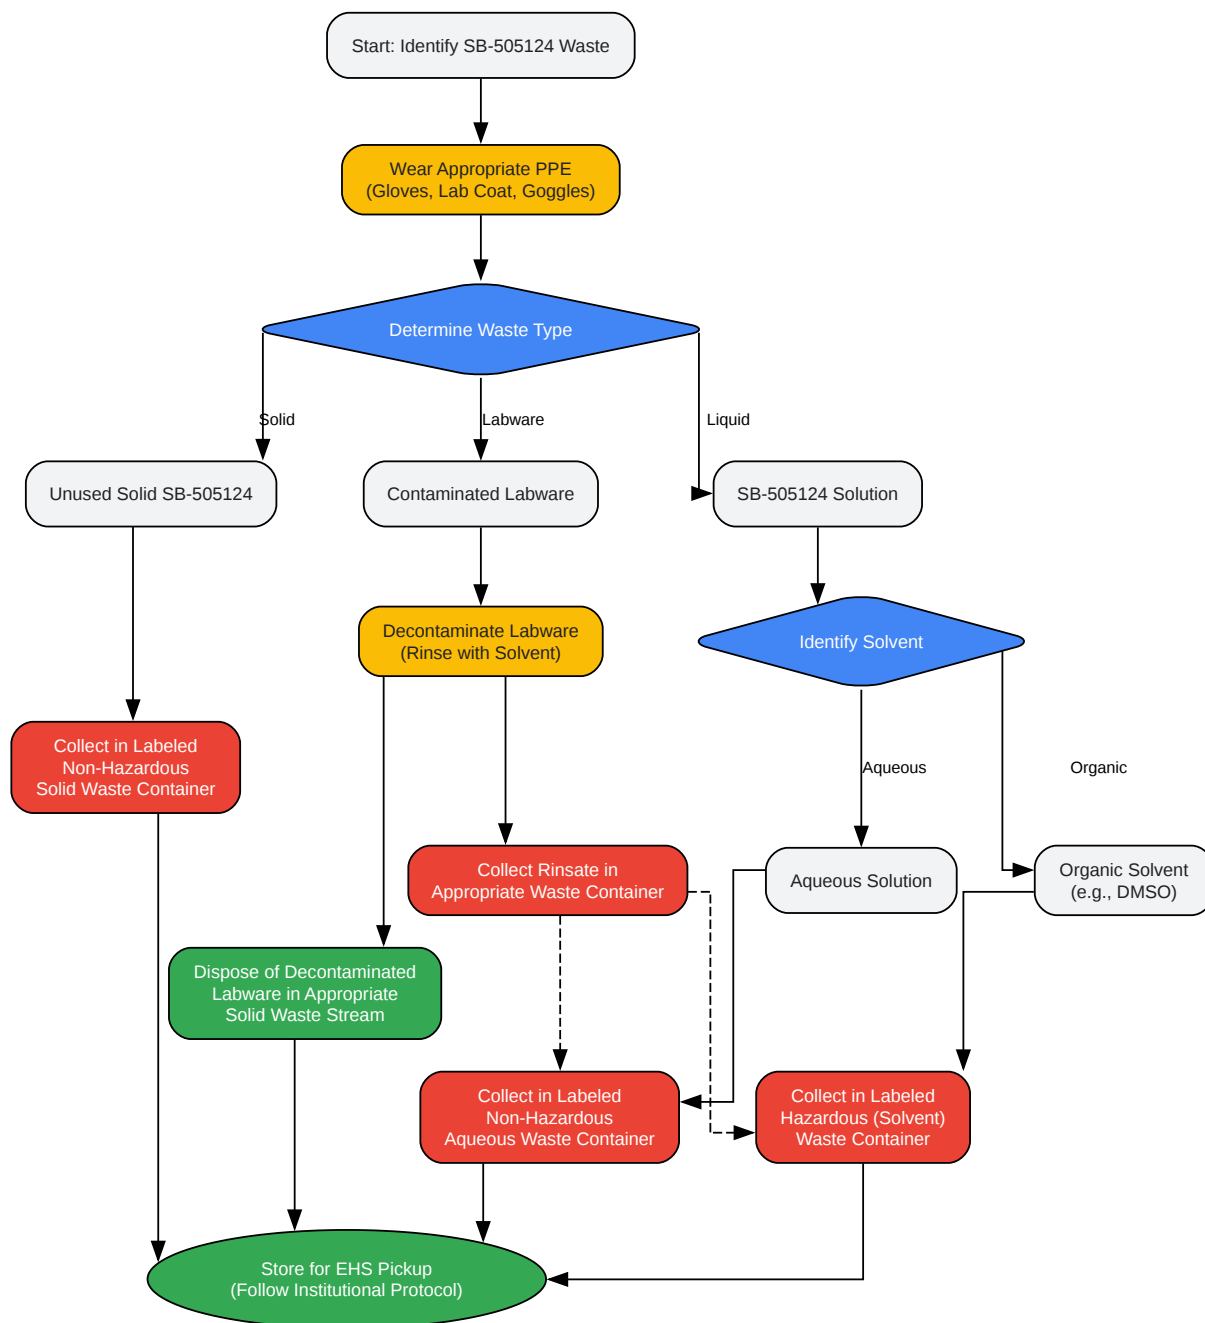 Start: Identify SB-505124 Waste
Wear Appropriate PPE
(Gloves, Lab Coat, Goggles)
Determine Waste Type
Solid
Labware
Liquid
Unused Solid SB-505124
Contaminated Labware
SB-505124 Solution
Decontaminate Labware
(Rinse with Solvent)
Identify Solvent
Collect in Labeled
Non-Hazardous
Solid Waste Container
Aqueous
Organic
Collect Rinsate in
Appropriate Waste Container
Aqueous Solution
Organic Solvent
(e.g., DMSO)
Dispose of Decontaminated
Labware in Appropriate
Solid Waste Stream
Collect in Labeled
Non-Hazardous
Aqueous Waste Container
Collect in Labeled
Hazardous (Solvent)
Waste Container
Store for EHS Pickup
(Follow Institutional Protocol)